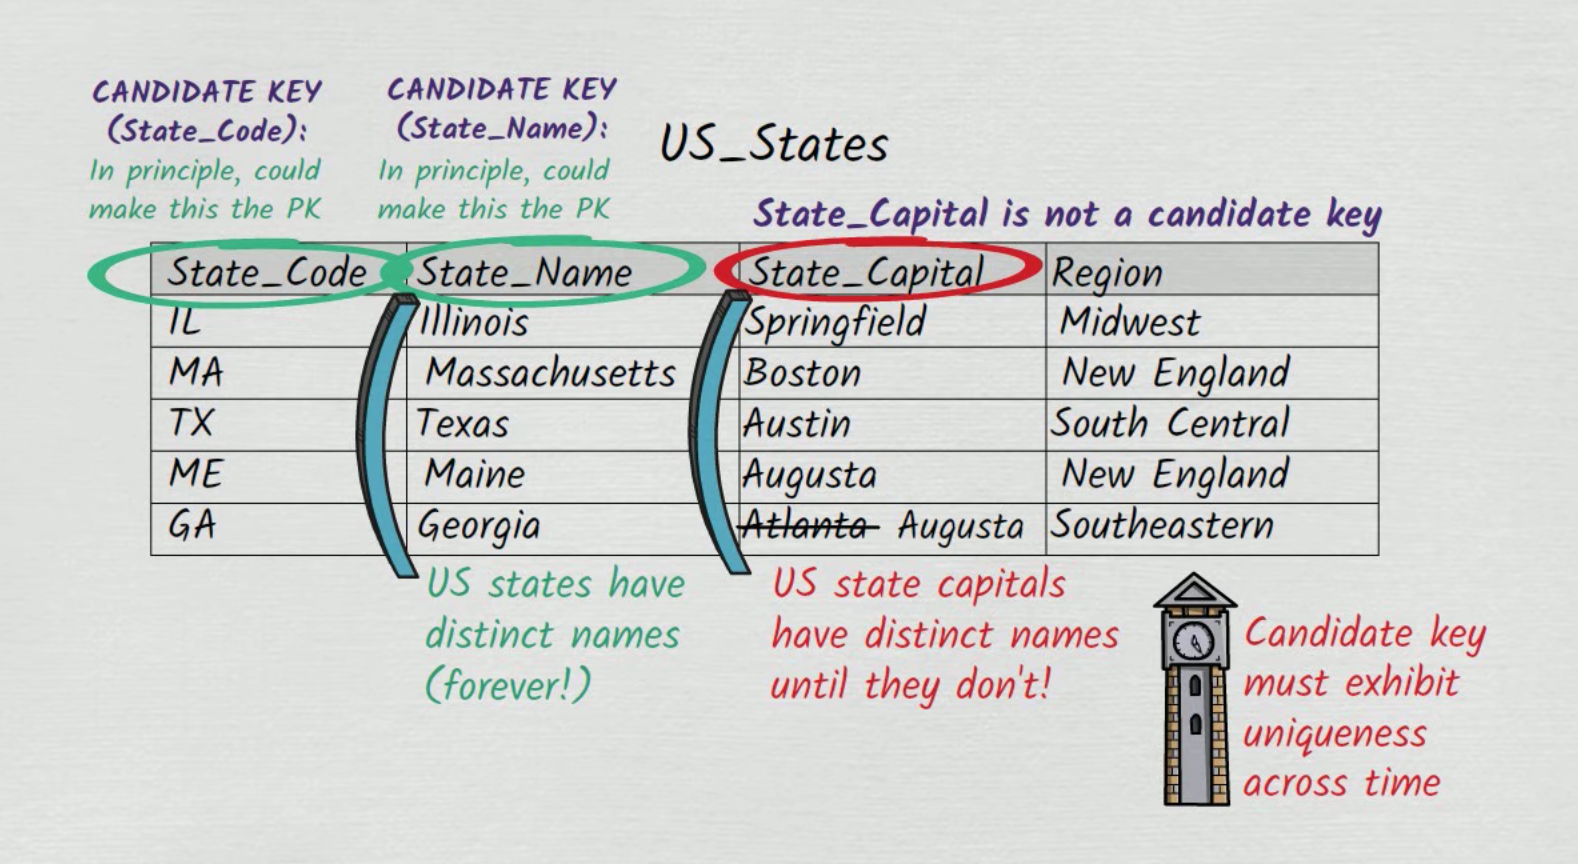 CANDIDATE KEY
(State_Code):
In principle, could
make this the PK
CANDIDATE KEY
(State_Name):
In principle, could
make this the PK
US_States
State_Capital is not a candidate key
State_Code State_Name State_Capital Region
IL Illinois Springfield Midwest
MA Massachusetts Boston New England
TX Texas Austin South Central
ME Maine Augusta New England
GA Georgia Atlanta Augusta Southeastern
US states have
distinct names
(forever!)
US state capitals
have distinct names
until they don't!
Candidate key
must exhibit
uniqueness
across time